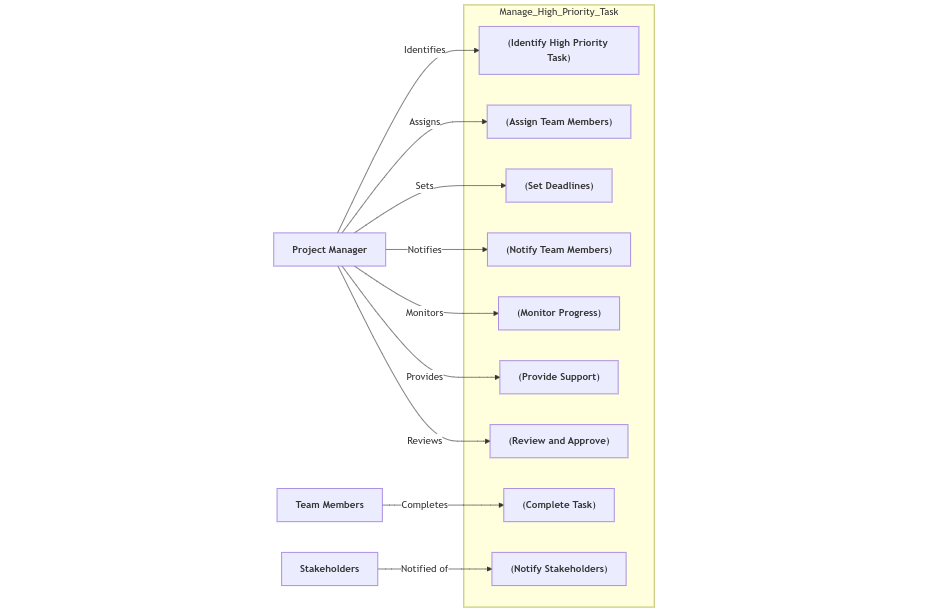 Manage_High_Priority_Task
Identifies
(Identify High Priority
Task)
Assigns
(Assign Team Members)
Sets
(Set Deadlines)
Project Manager
Notifies
(Notify Team Members)
Monitors
(Monitor Progress)
Provides
(Provide Support)
Reviews
(Review and Approve)
Team Members
Completes
(Complete Task)
Stakeholders
Notified of
(Notify Stakeholders)